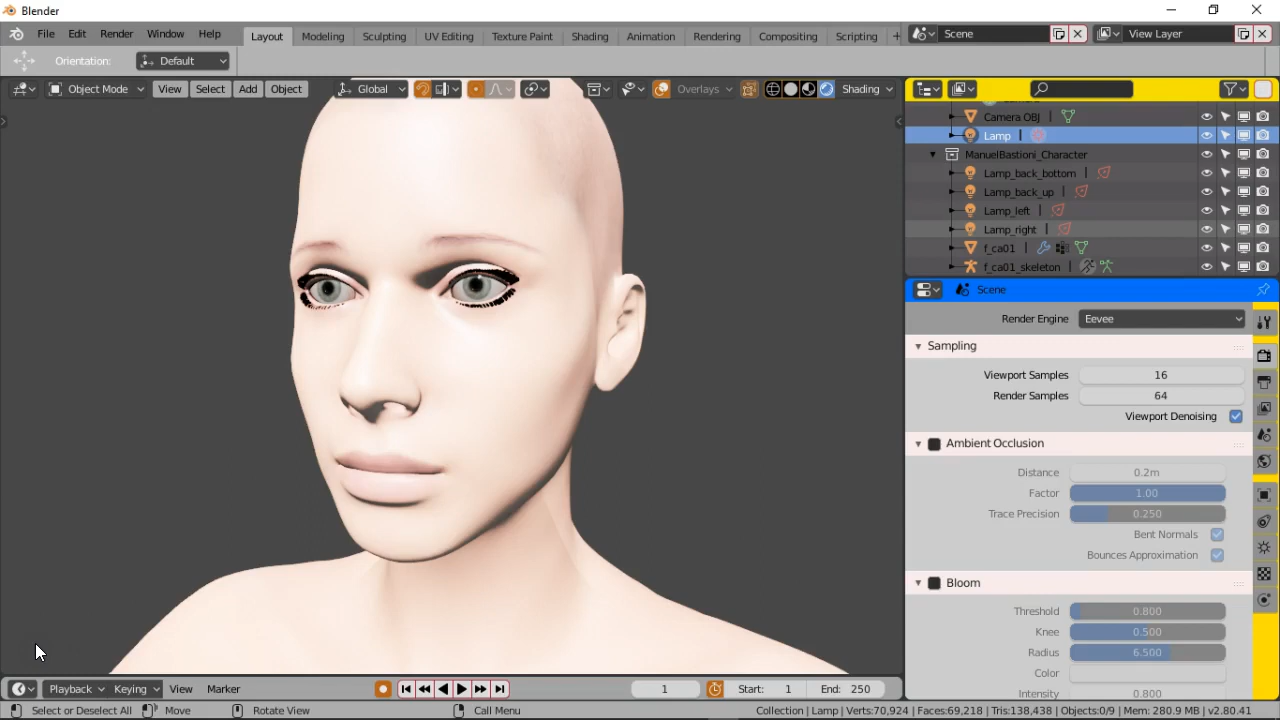 Blender
File Edit Render Window Help Layout Modeling Sculpting UV Editing Texture Paint Shading Animation Rendering Compositing Scripting + Scene View Layer
Orientation: Default
Object Mode View Select Add Object Global Overlays Shading
Camera OBJ
Lamp
ManuelBastioni_Character
Lamp_back_bottom
Lamp_back_up
Lamp_left
Lamp_right
f_ca01
f_ca01_skeleton
Scene
Render Engine Eevee
Sampling
Viewport Samples 16
Render Samples 64
Viewport Denoising
Ambient Occlusion
Distance 0.2m
Factor 1.00
Trace Precision 0.250
Bent Normals
Bounces Approximation
Bloom
Threshold 0.800
Knee 0.500
Radius 6.500
Color
Intensity 0.800
Playback Keying View Marker 1 Start: 1 End: 250
Select or Deselect All Move Rotate View Call Menu Collection | Lamp | Verts:70,924 | Faces:69,218 | Tris:138,438 | Objects:0/9 | Mem: 280.9 MB | v2.80.41